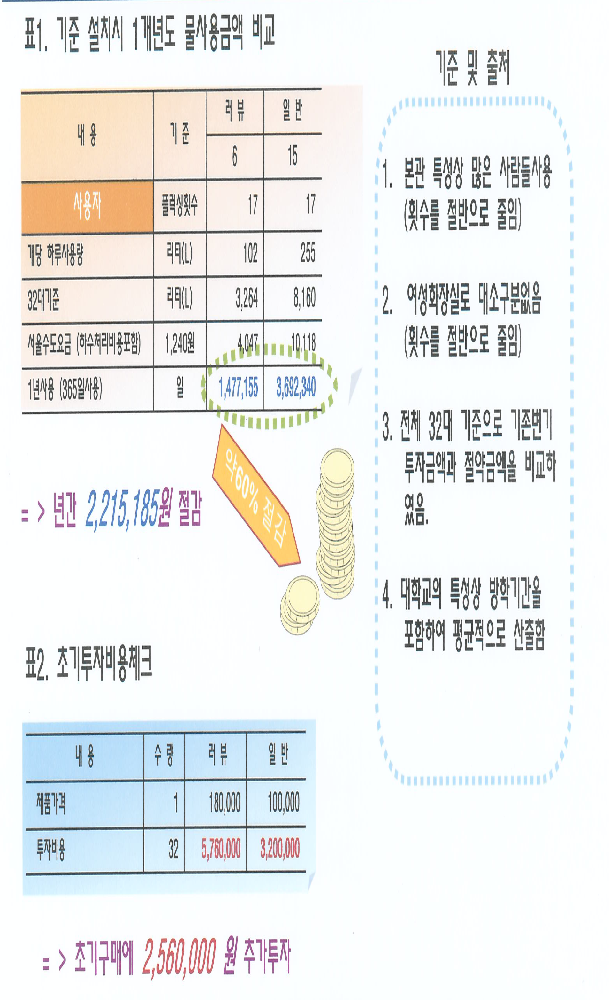 표1. 기준 설치시 1개년도 물사용금액 비교
기준 및 출처
내 용 기 준 러 뷰 일 반
6 15
사용자 플럭싱횟수 17 17
개당 하루사용량 리터(L) 102 255
32대기준 리터(L) 3,264 8,160
서울수도요금 (하수처리비용포함) 1,240원 4,047 10,118
1년사용 (365일사용) 일 1,477,155 3,692,340
약60% 절감
= > 년간 2,215,185원 절감
1. 본관 특성상 많은 사람들사용
(횟수를 절반으로 줄임)
2. 여성화장실로 대소구분없음
(횟수를 절반으로 줄임)
3. 전체 32대 기준으로 기존변기
투자금액과 절약금액을 비교하
였음.
4. 대학교의 특성상 방학기간을
포함하여 평균적으로 산출함
표2. 초기투자비용체크
내 용 수 량 러 뷰 일 반
제품가격 1 180,000 100,000
투자비용 32 5,760,000 3,200,000
= > 초기구매에 2,560,000 원 추가투자